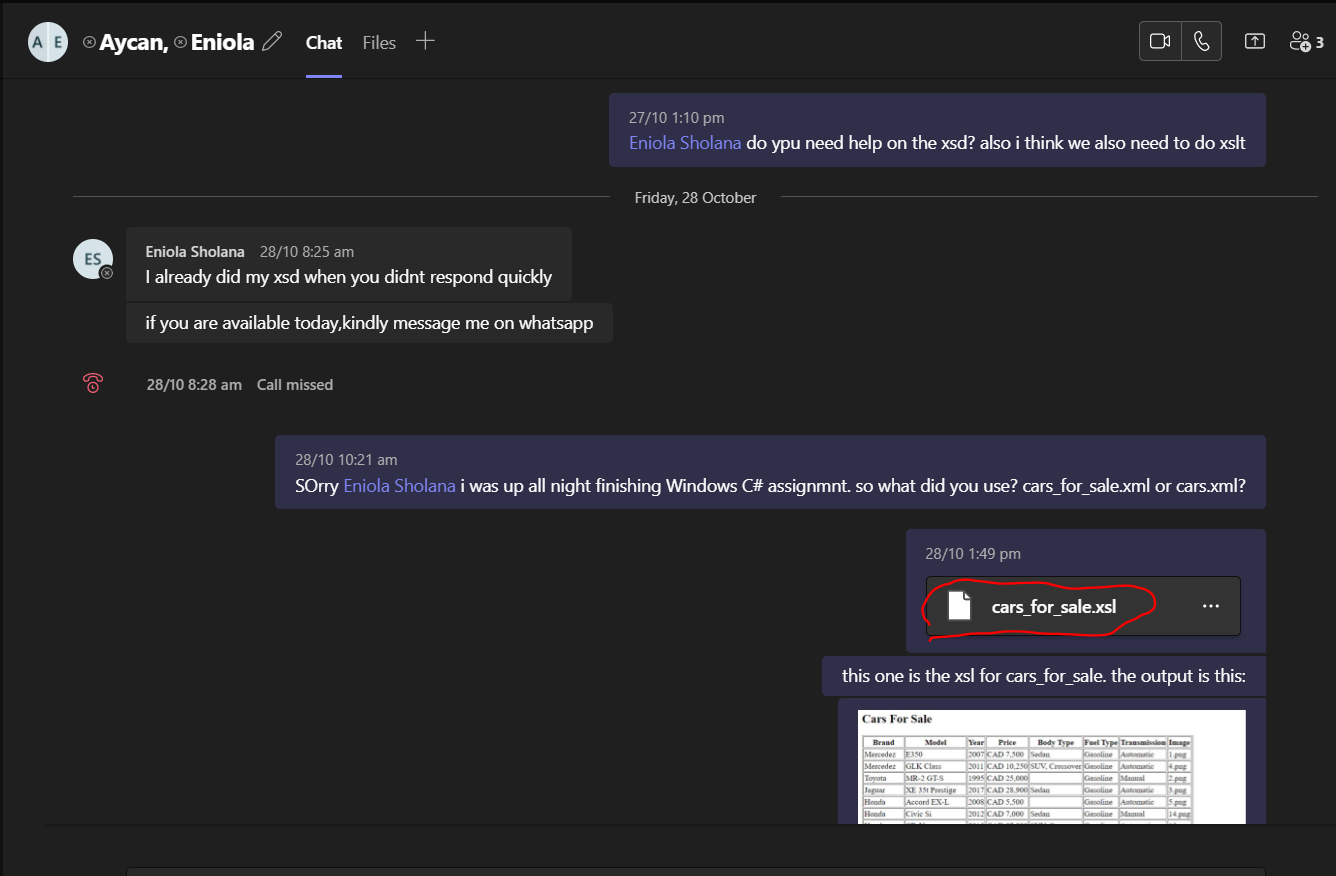 A E Aycan, Eniola Chat Files 3
27/10 1:10 pm
Eniola Sholana do ypu need help on the xsd? also i think we also need to do xslt
Friday, 28 October
ES
Eniola Sholana 28/10 8:25 am
I already did my xsd when you didnt respond quickly
if you are available today,kindly message me on whatsapp
28/10 8:28 am Call missed
28/10 10:21 am
SOrry Eniola Sholana i was up all night finishing Windows C# assignmnt. so what did you use? cars_for_sale.xml or cars.xml?
28/10 1:49 pm
cars_for_sale.xsl
this one is the xsl for cars_for_sale. the output is this:
Cars For Sale
Brand Model Year Price Body Type Fuel Type Transmission Image
Mercedez E350 2007 CAD 7,500 Sedan Gasoline Automatic 1.png
Mercedez GLK Class 2011 CAD 10,250 SUV, Crossover Gasoline Automatic 4.png
Toyota MR-2 GT-S 1995 CAD 25,000 Gasoline Manual 2.png
Jaguar XE 35t Prestige 2017 CAD 28,900 Sedan Gasoline Automatic 3.png
Honda Accord EX-L 2008 CAD 5,500 Gasoline Automatic 5.png
Honda Civic Si 2012 CAD 7,000 Sedan Gasoline Manual 14.png